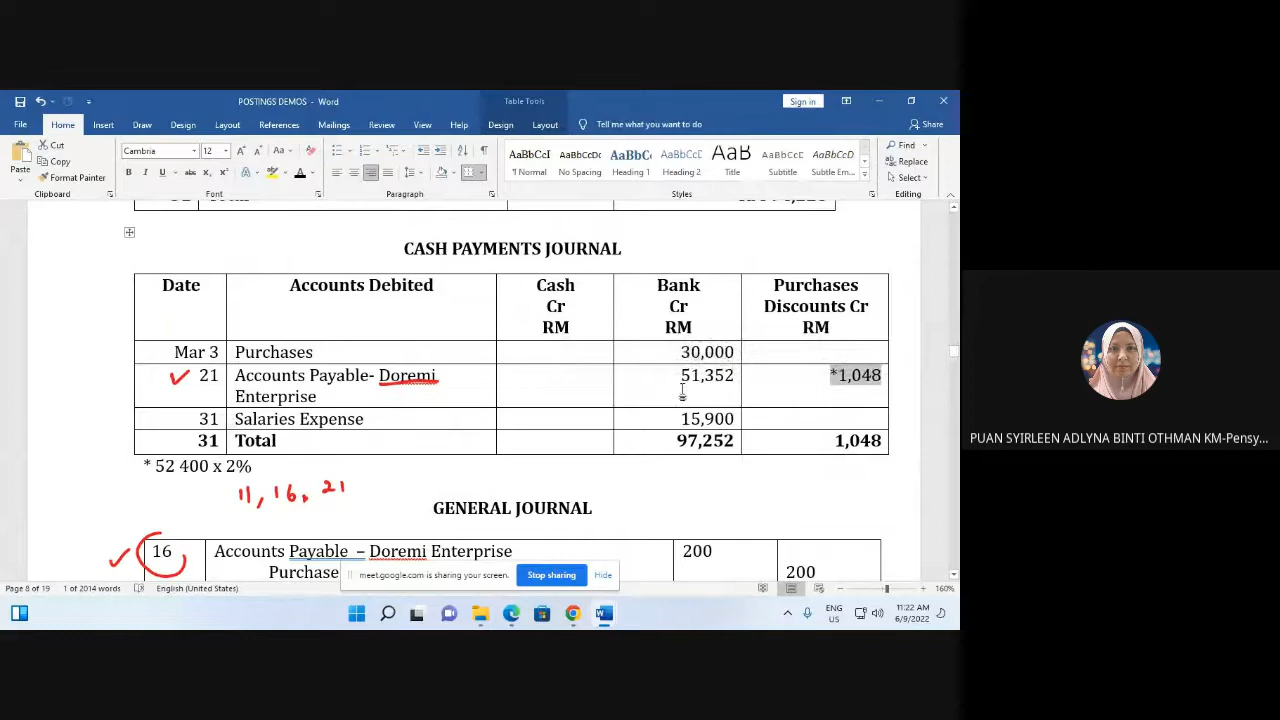 POSTINGS DEMOS - Word
Table Tools
Sign in
File Home Insert Draw Design Layout References Mailings Review View Help Design Layout Tell me what you want to do Share
Paste
Cut
Copy
Format Painter
Clipboard
Cambria 12
Font
Paragraph
AaBbCcI AaBbCcDc AaBbCı AaBbCcI AaB AaBbCcD AaBbCcD
¶ Normal No Spacing Heading 1 Heading 2 Title Subtitle Subtle Em...
Styles
Find
Replace
Select
Editing
CASH PAYMENTS JOURNAL
Date Accounts Debited Cash Cr RM Bank Cr RM Purchases Discounts Cr RM
Mar 3 Purchases 30,000
21 Accounts Payable- Doremi Enterprise 51,352 *1,048
31 Salaries Expense 15,900
31 Total 97,252 1,048
* 52 400 x 2%
11, 16, 21
GENERAL JOURNAL
16 Accounts Payable – Doremi Enterprise 200
Purchase 200
meet.google.com is sharing your screen. Stop sharing Hide
Page 8 of 19 1 of 2014 words English (United States) 160%
ENG
US
11:22 AM
6/9/2022
PUAN SYIRLEEN ADLYNA BINTI OTHMAN KM-Pensy...